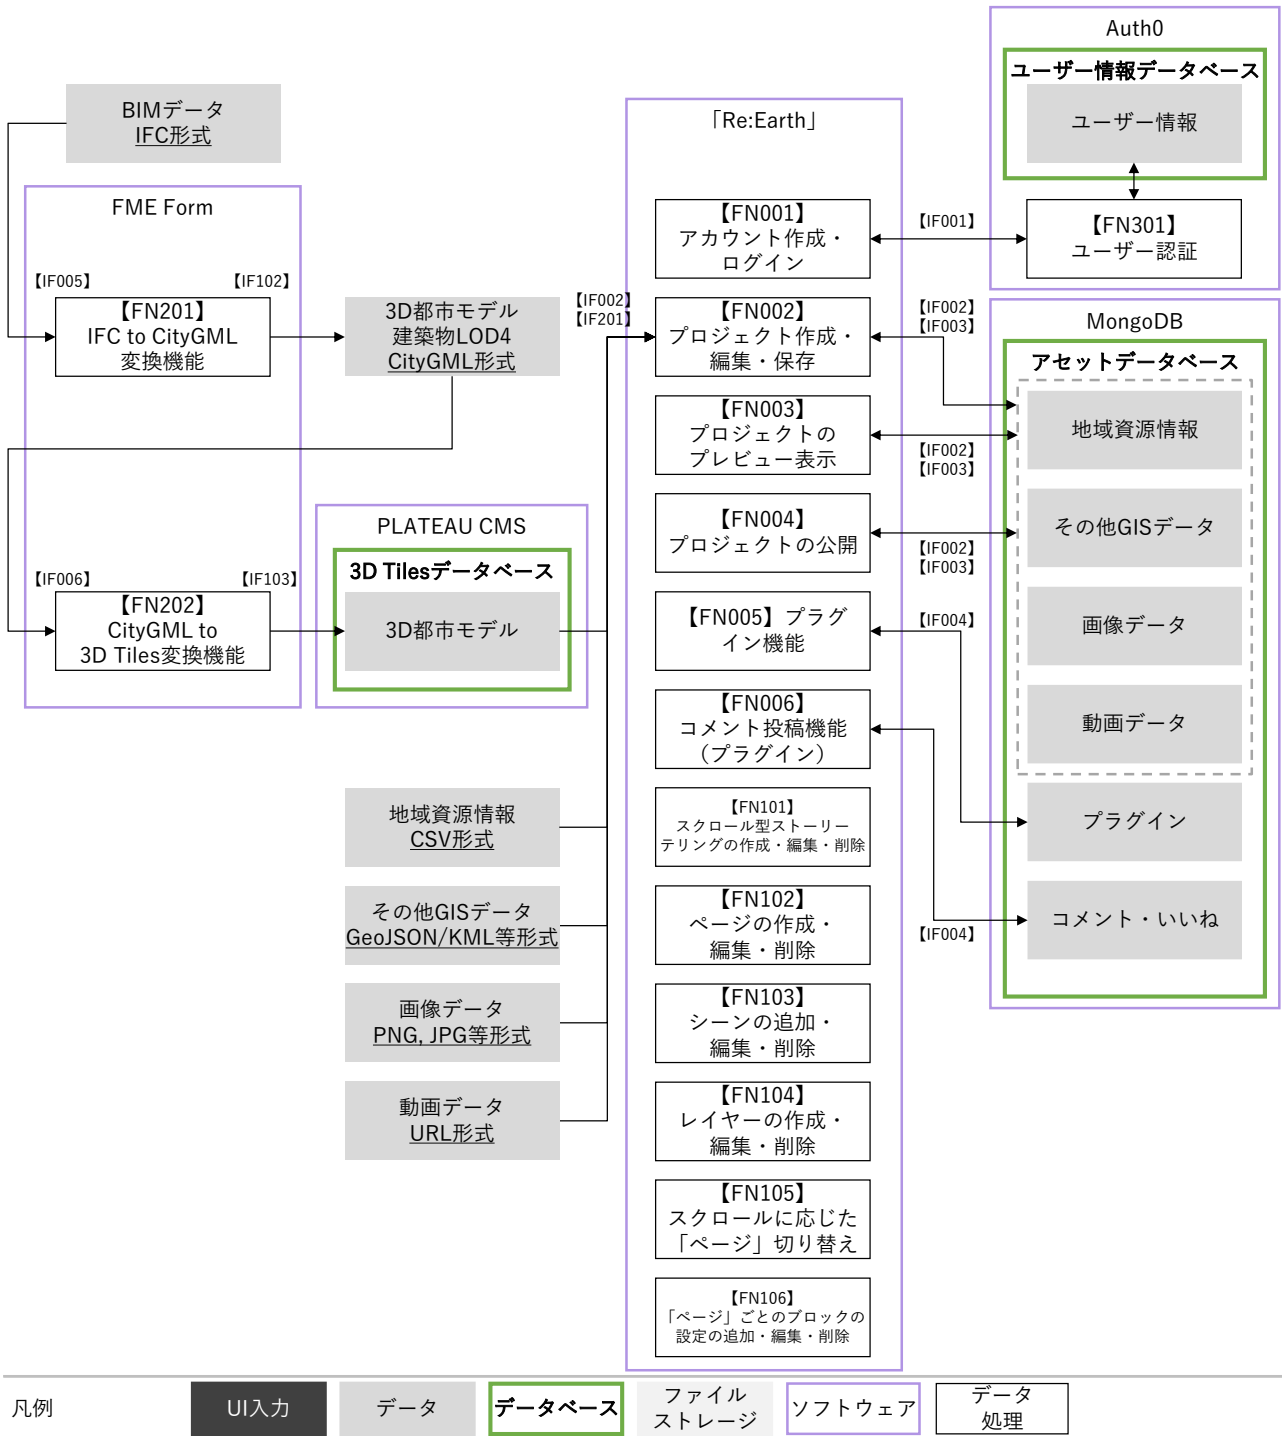 BIMデータ
IFC形式
FME Form
【IF005】
【IF102】
【FN201】
IFC to CityGML
変換機能
3D都市モデル
建築物LOD4
CityGML形式
【IF006】
【IF103】
【FN202】
CityGML to
3D Tiles変換機能
PLATEAU CMS
3D Tilesデータベース
3D都市モデル
地域資源情報
CSV形式
その他GISデータ
GeoJSON/KML等形式
画像データ
PNG, JPG等形式
動画データ
URL形式
【IF002】
【IF201】
「Re:Earth」
【FN001】
アカウント作成・
ログイン
【FN002】
プロジェクト作成・
編集・保存
【FN003】
プロジェクトの
プレビュー表示
【FN004】
プロジェクトの公開
【FN005】プラグ
イン機能
【FN006】
コメント投稿機能
（プラグイン）
【FN101】
スクロール型ストーリー
テリングの作成・編集・削除
【FN102】
ページの作成・
編集・削除
【FN103】
シーンの追加・
編集・削除
【FN104】
レイヤーの作成・
編集・削除
【FN105】
スクロールに応じた
「ページ」切り替え
【FN106】
「ページ」ごとのブロックの
設定の追加・編集・削除
【IF001】
【IF002】
【IF003】
【IF002】
【IF003】
【IF002】
【IF003】
【IF004】
【IF004】
Auth0
ユーザー情報データベース
ユーザー情報
【FN301】
ユーザー認証
MongoDB
アセットデータベース
地域資源情報
その他GISデータ
画像データ
動画データ
プラグイン
コメント・いいね
凡例
UI入力
データ
データベース
ファイル
ストレージ
ソフトウェア
データ
処理